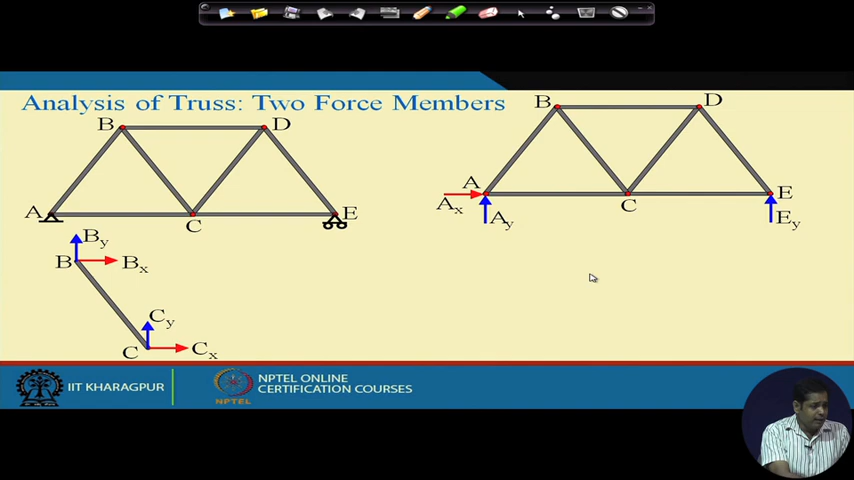 Analysis of Truss: Two Force Members
B
D
A
C
E
B
D
A
C
E
Ax
Ay
Ey
By
B
Bx
Cy
C
Cx
IIT KHARAGPUR
NPTEL
NPTEL ONLINE
CERTIFICATION COURSES